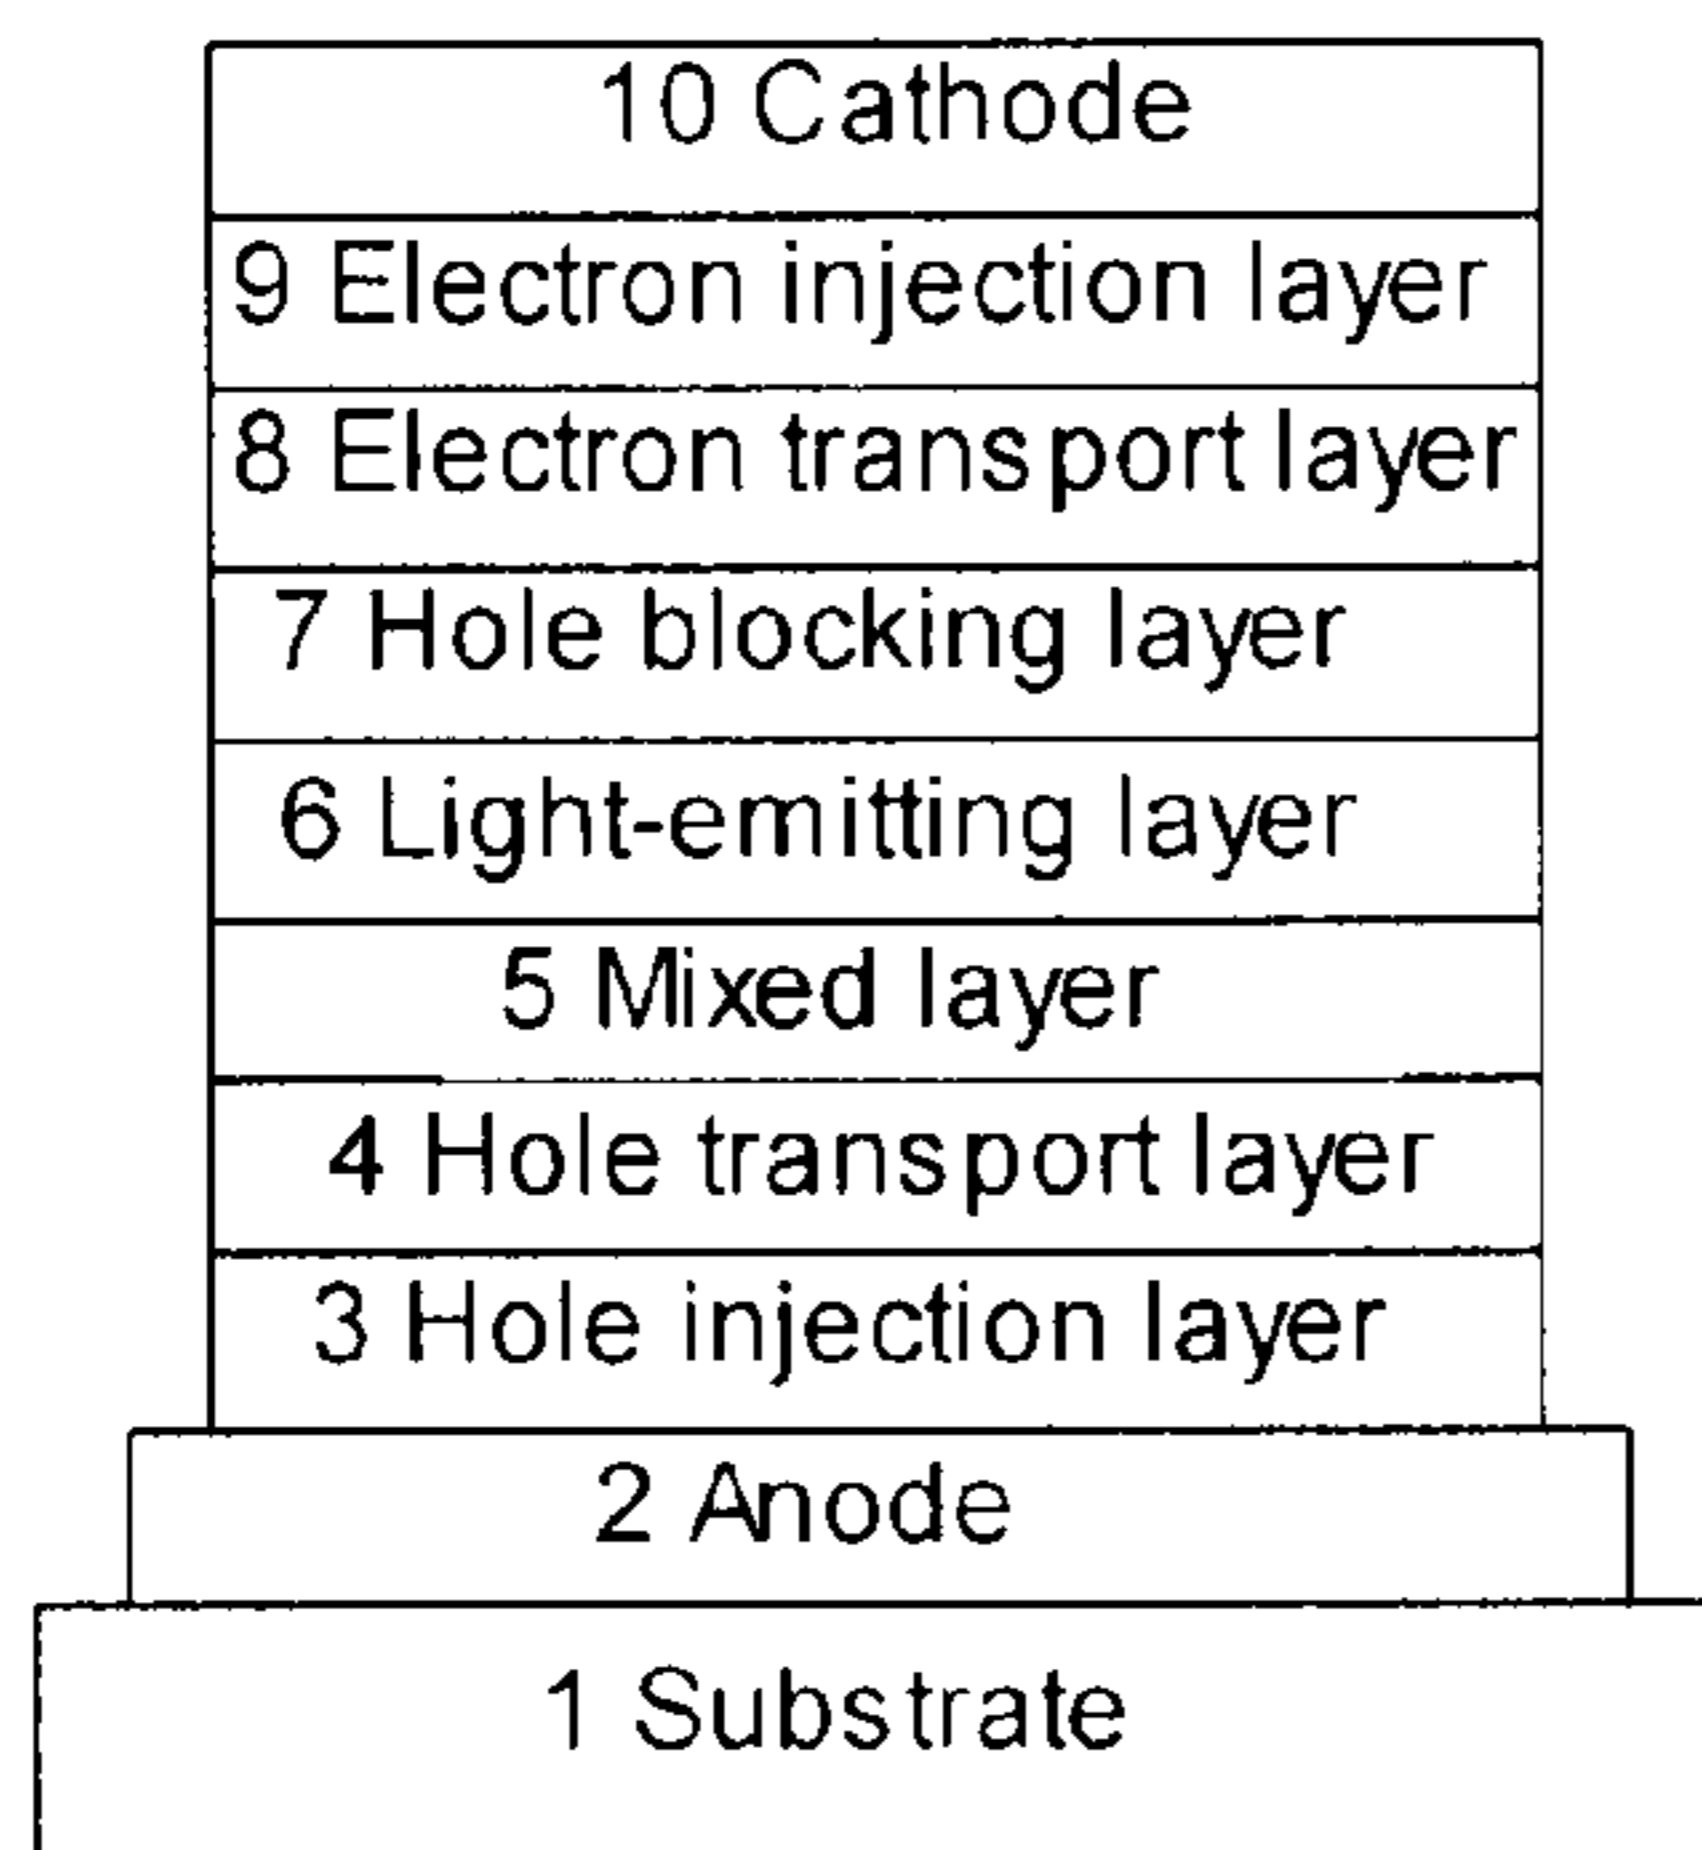 10 Cathode
9 Electron injection layer
8 Electron transport layer
7 Hole blocking layer
6 Light-emitting layer
5 Mixed layer
4 Hole transport layer
3 Hole injection layer
2 Anode
1 Substrate